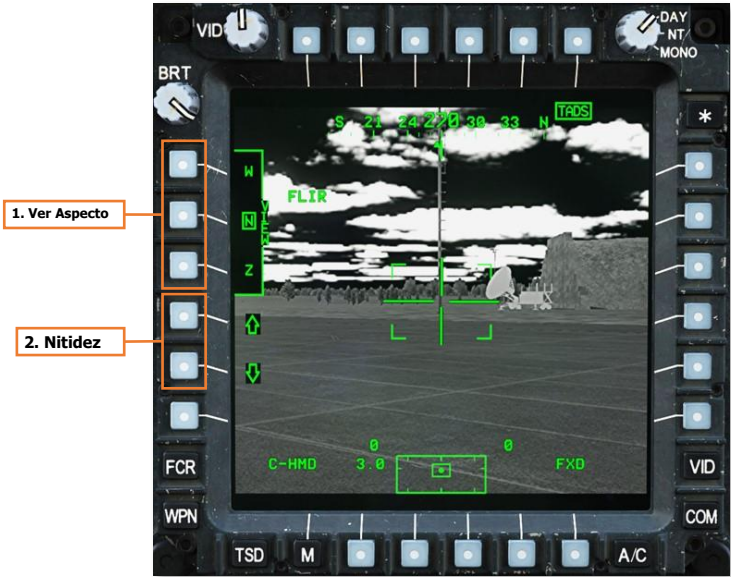 VID
DAY
NT
MONO
BRT
S 21 24 270 30 33 N
TADS
*
W
N
Z
VIEW
FLIR
1. Ver Aspecto
2. Nitidez
0 0
C-HMD 3.0 FXD
FCR
VID
WPN
COM
TSD
M
A/C